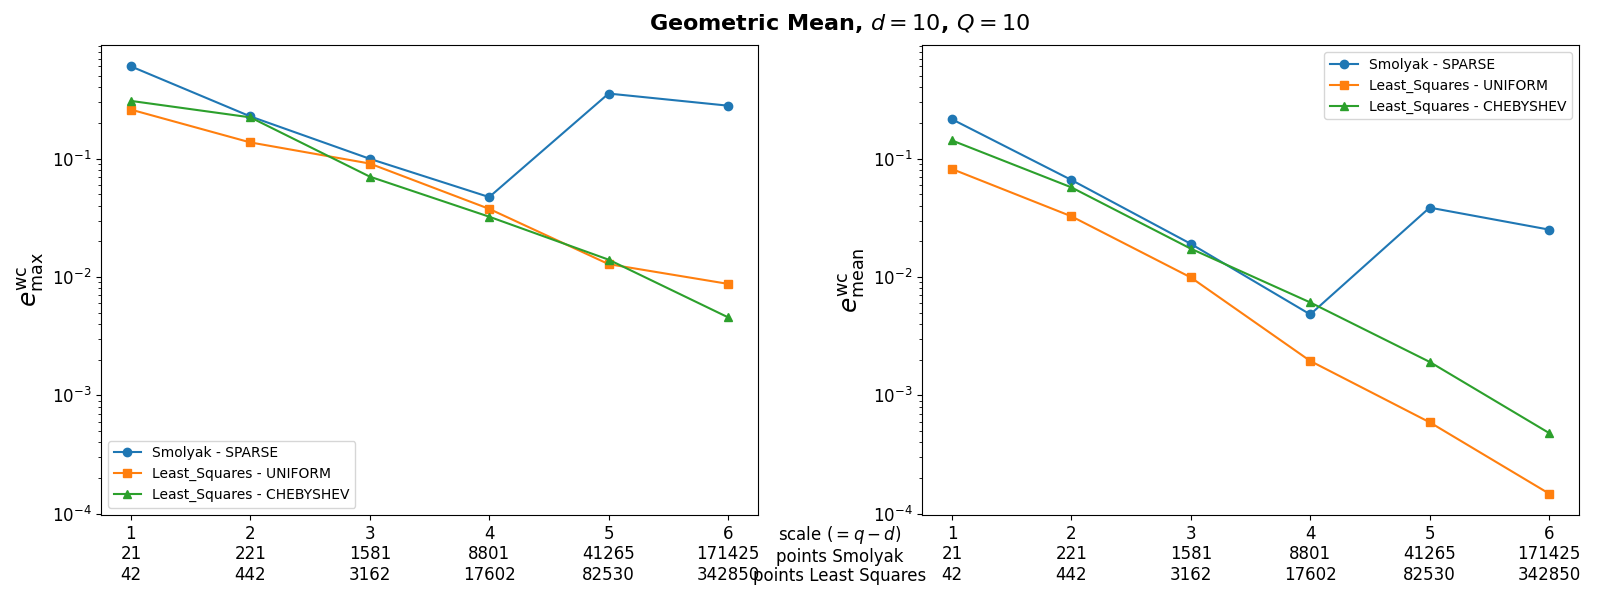 Geometric Mean, d = 10, Q = 10
e^wc_max
10^−1
10^−2
10^−3
10^−4
Smolyak - SPARSE
Least_Squares - UNIFORM
Least_Squares - CHEBYSHEV
1 2 3 4 5 6
21 221 1581 8801 41265 171425
42 442 3162 17602 82530 342850
scale (= q − d)
points Smolyak
points Least Squares
e^wc_mean
10^−1
10^−2
10^−3
10^−4
Smolyak - SPARSE
Least_Squares - UNIFORM
Least_Squares - CHEBYSHEV
1 2 3 4 5 6
21 221 1581 8801 41265 171425
42 442 3162 17602 82530 342850